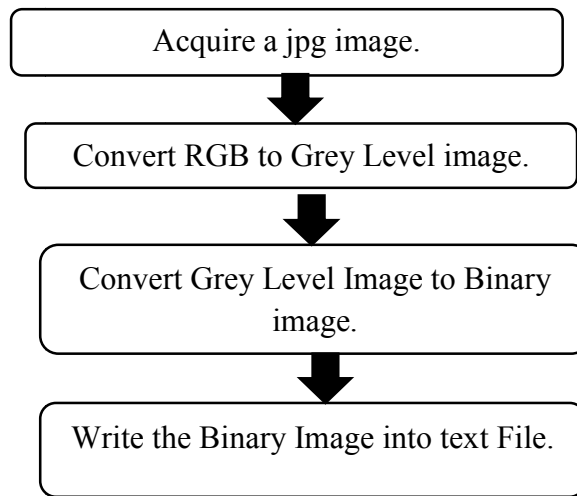 Acquire a jpg image.
Convert RGB to Grey Level image.
Convert Grey Level Image to Binary
image.
Write the Binary Image into text File.